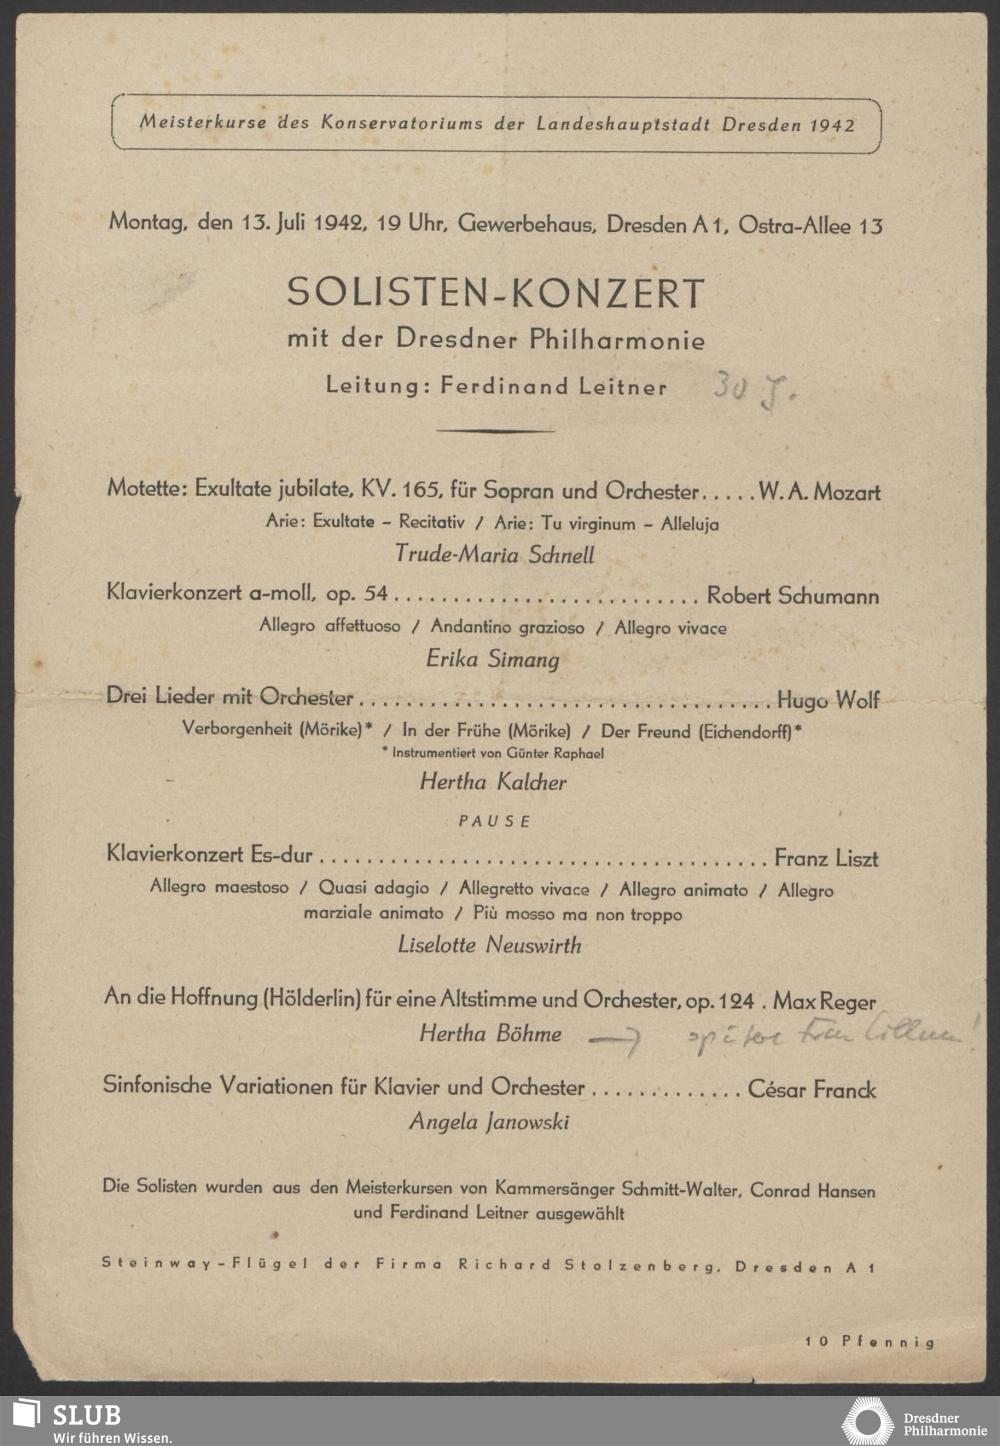 Meisterkurse des Konservatoriums der Landeshauptstadt Dresden 1942
Montag, den 13. Juli 1942, 19 Uhr, Gewerbehaus, Dresden A 1, Ostra-Allee 13
SOLISTEN-KONZERT
mit der Dresdner Philharmonie
Leitung: Ferdinand Leitner 30 J.
Motette: Exultate jubilate, KV. 165, für Sopran und Orchester ..... W. A. Mozart
Arie: Exultate – Recitativ / Arie: Tu virginum – Alleluja
Trude-Maria Schnell
Klavierkonzert a-moll, op. 54 ......................... Robert Schumann
Allegro affettuoso / Andantino grazioso / Allegro vivace
Erika Simang
Drei Lieder mit Orchester .................................. Hugo Wolf
Verborgenheit (Mörike)* / In der Frühe (Mörike) / Der Freund (Eichendorff)*
* Instrumentiert von Günter Raphael
Hertha Kalcher
PAUSE
Klavierkonzert Es-dur ..................................... Franz Liszt
Allegro maestoso / Quasi adagio / Allegretto vivace / Allegro animato / Allegro
marziale animato / Più mosso ma non troppo
Liselotte Neuswirth
An die Hoffnung (Hölderlin) für eine Altstimme und Orchester, op. 124 . Max Reger
Hertha Böhme → später Frau
Sinfonische Variationen für Klavier und Orchester ............. César Franck
Angela Janowski
Die Solisten wurden aus den Meisterkursen von Kammersänger Schmitt-Walter, Conrad Hansen
und Ferdinand Leitner ausgewählt
Steinway-Flügel der Firma Richard Stolzenberg, Dresden A 1
10 Pfennig
SLUB
Wir führen Wissen.
Dresdner
Philharmonie